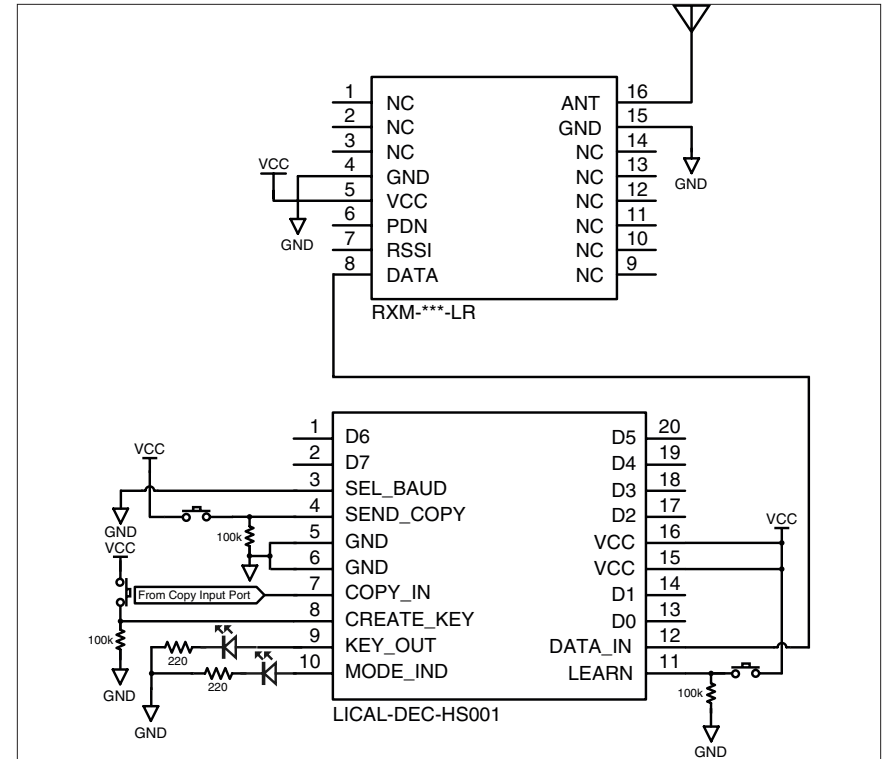 1 NC
2 NC
3 NC
4 GND
5 VCC
6 PDN
7 RSSI
8 DATA
ANT 16
GND 15
NC 14
NC 13
NC 12
NC 11
NC 10
NC 9
VCC
GND
GND
RXM-***-LR
1 D6
2 D7
3 SEL_BAUD
4 SEND_COPY
5 GND
6 GND
7 COPY_IN
8 CREATE_KEY
9 KEY_OUT
10 MODE_IND
D5 20
D4 19
D3 18
D2 17
VCC 16
VCC 15
D1 14
D0 13
DATA_IN 12
LEARN 11
VCC
GND
100k
VCC
From Copy Input Port
100k
GND
220
220
GND
VCC
100k
GND
LICAL-DEC-HS001